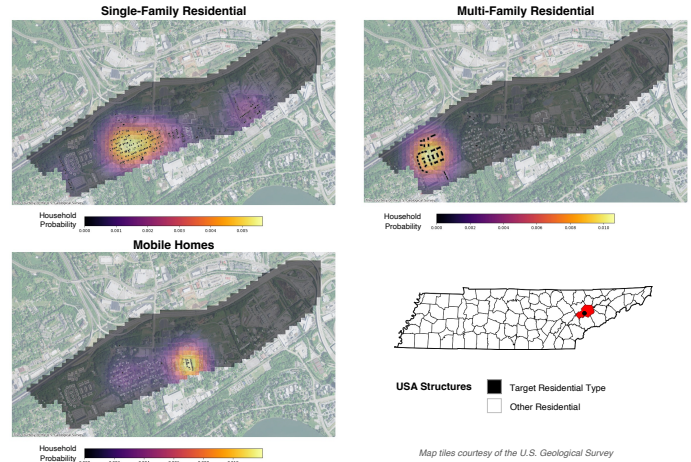 Single-Family Residential
Multi-Family Residential
Household
Probability
0.000 0.001 0.002 0.003 0.004 0.005
Household
Probability
0.000 0.002 0.004 0.006 0.008 0.010
Mobile Homes
USA Structures
Target Residential Type
Other Residential
Household
Probability
Map tiles courtesy of the U.S. Geological Survey